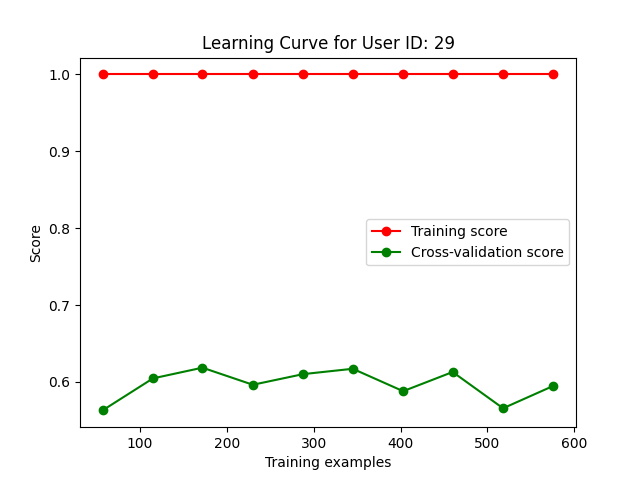 Learning Curve for User ID: 29
1.0
0.9
0.8
0.7
0.6
Score
Training score
Cross-validation score
100 200 300 400 500 600
Training examples